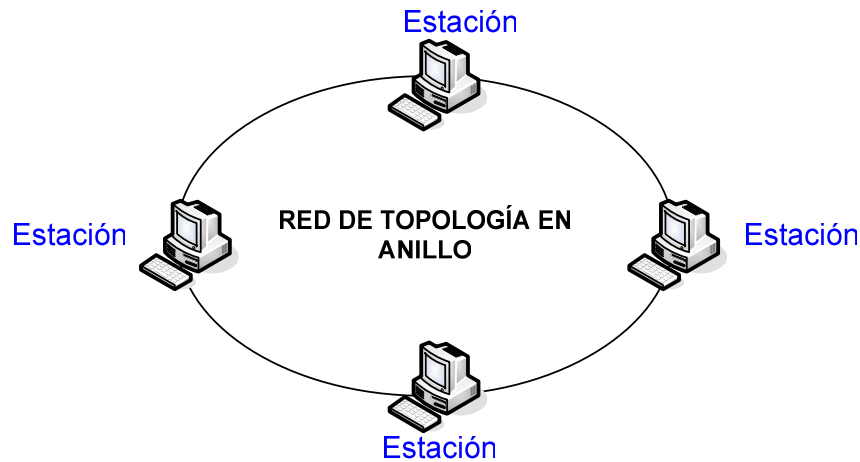 Estación
RED DE TOPOLOGÍA EN
ANILLO
Estación
Estación
Estación